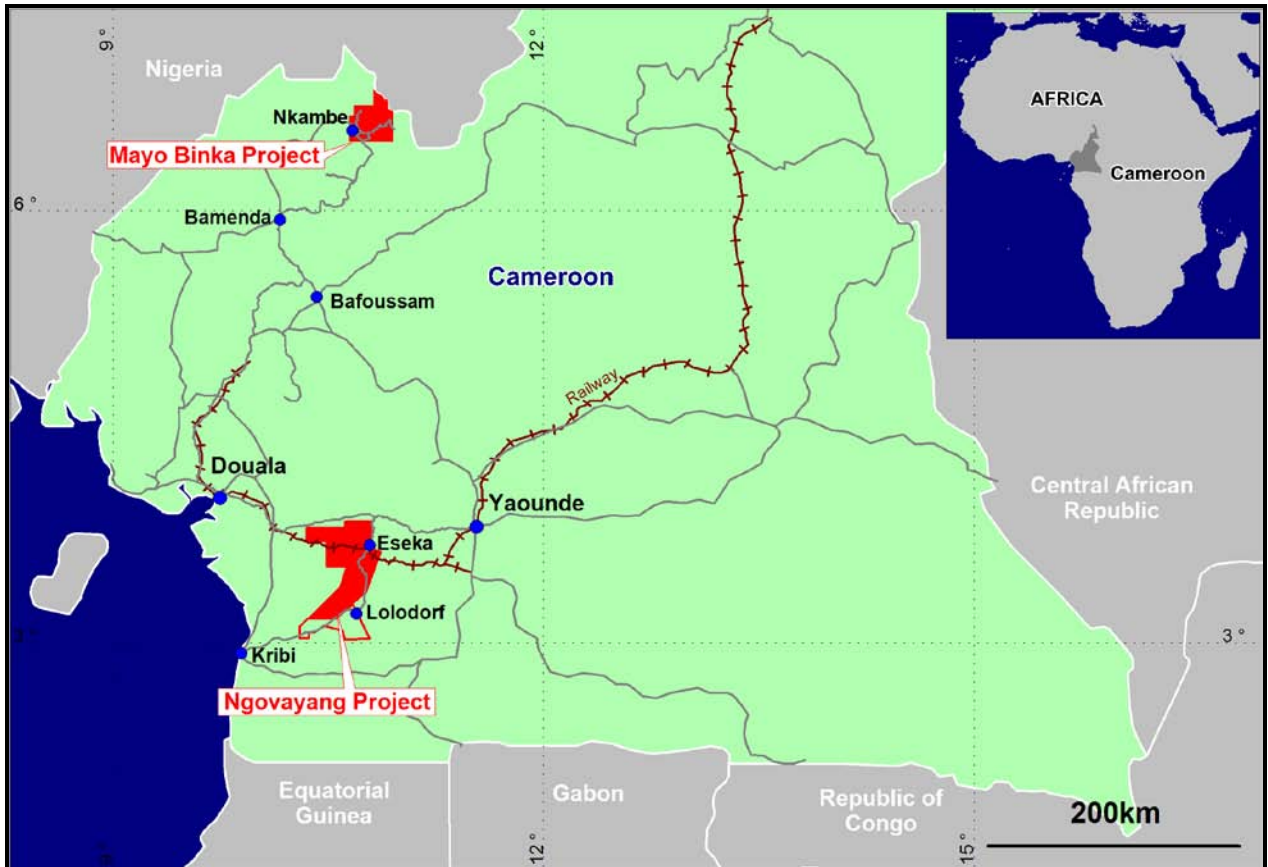 9°
12°
Nigeria
AFRICA
Cameroon
Nkambe
Mayo Binka Project
6°
Bamenda
Cameroon
Bafoussam
Railway
Douala
Yaounde
Central African
Republic
Eseka
Lolodorf
3°
Kribi
Ngovayang Project
Equatorial
Guinea
Gabon
Republic of
Congo
200km
12°
15°